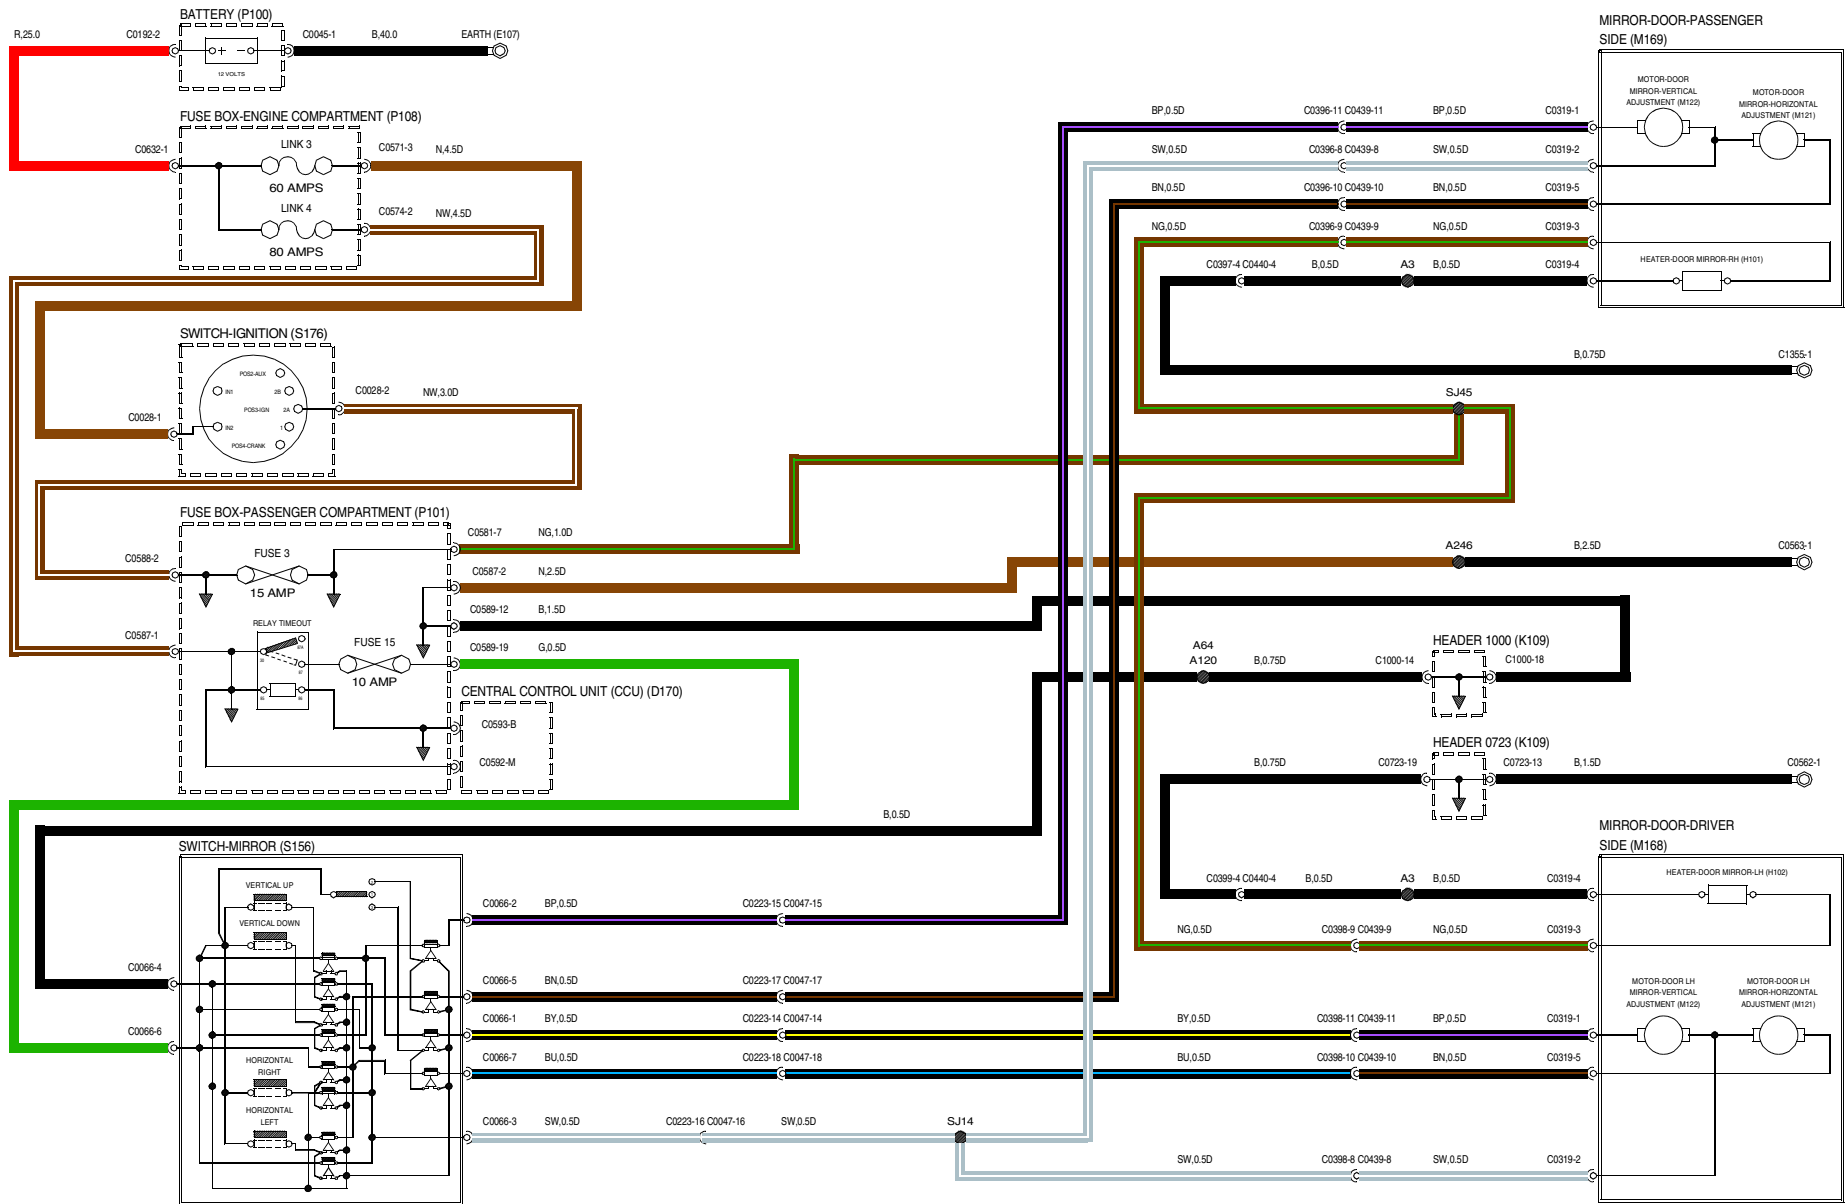 BATTERY (P100)
R,25.0
C0192-2
C0045-1
B,40.0
EARTH (E107)
12 VOLTS
FUSE BOX-ENGINE COMPARTMENT (P108)
C0632-1
LINK 3
60 AMPS
C0571-3
N,4.5D
LINK 4
80 AMPS
C0574-2
NW,4.5D
SWITCH-IGNITION (S176)
POS2-AUX
IN1
2B
POS3-IGN
2A
IN2
1
POS4-CRANK
C0028-1
C0028-2
NW,3.0D
FUSE BOX-PASSENGER COMPARTMENT (P101)
C0588-2
FUSE 3
15 AMP
C0581-7
NG,1.0D
C0587-2
N,2.5D
C0589-12
B,1.5D
C0587-1
RELAY TIMEOUT
87A
30
87
85
86
FUSE 15
10 AMP
C0589-19
G,0.5D
CENTRAL CONTROL UNIT (CCU) (D170)
C0593-B
C0592-M
B,0.5D
SWITCH-MIRROR (S156)
VERTICAL UP
VERTICAL DOWN
HORIZONTAL
RIGHT
HORIZONTAL
LEFT
C0066-4
C0066-6
C0066-2
BP,0.5D
C0223-15 C0047-15
C0066-5
BN,0.5D
C0223-17 C0047-17
C0066-1
BY,0.5D
C0223-14 C0047-14
C0066-7
BU,0.5D
C0223-18 C0047-18
C0066-3
SW,0.5D
C0223-16 C0047-16
SW,0.5D
SJ14
MIRROR-DOOR-PASSENGER
SIDE (M169)
MOTOR-DOOR
MIRROR-VERTICAL
ADJUSTMENT (M122)
MOTOR-DOOR
MIRROR-HORIZONTAL
ADJUSTMENT (M121)
BP,0.5D
C0396-11 C0439-11
BP,0.5D
C0319-1
SW,0.5D
C0396-8 C0439-8
SW,0.5D
C0319-2
BN,0.5D
C0396-10 C0439-10
BN,0.5D
C0319-5
NG,0.5D
C0396-9 C0439-9
NG,0.5D
C0319-3
C0397-4 C0440-4
B,0.5D
A3
B,0.5D
C0319-4
HEATER-DOOR MIRROR-RH (H101)
B,0.75D
C1355-1
SJ45
A246
B,2.5D
C0563-1
A64
A120
B,0.75D
C1000-14
HEADER 1000 (K109)
C1000-18
HEADER 0723 (K109)
B,0.75D
C0723-19
C0723-13
B,1.5D
C0562-1
MIRROR-DOOR-DRIVER
SIDE (M168)
C0399-4 C0440-4
B,0.5D
A3
B,0.5D
C0319-4
HEATER-DOOR MIRROR-LH (H102)
NG,0.5D
C0398-9 C0439-9
NG,0.5D
C0319-3
MOTOR-DOOR LH
MIRROR-VERTICAL
ADJUSTMENT (M122)
MOTOR-DOOR LH
MIRROR-HORIZONTAL
ADJUSTMENT (M121)
BY,0.5D
C0398-11 C0439-11
BP,0.5D
C0319-1
BU,0.5D
C0398-10 C0439-10
BN,0.5D
C0319-5
SW,0.5D
C0398-8 C0439-8
SW,0.5D
C0319-2